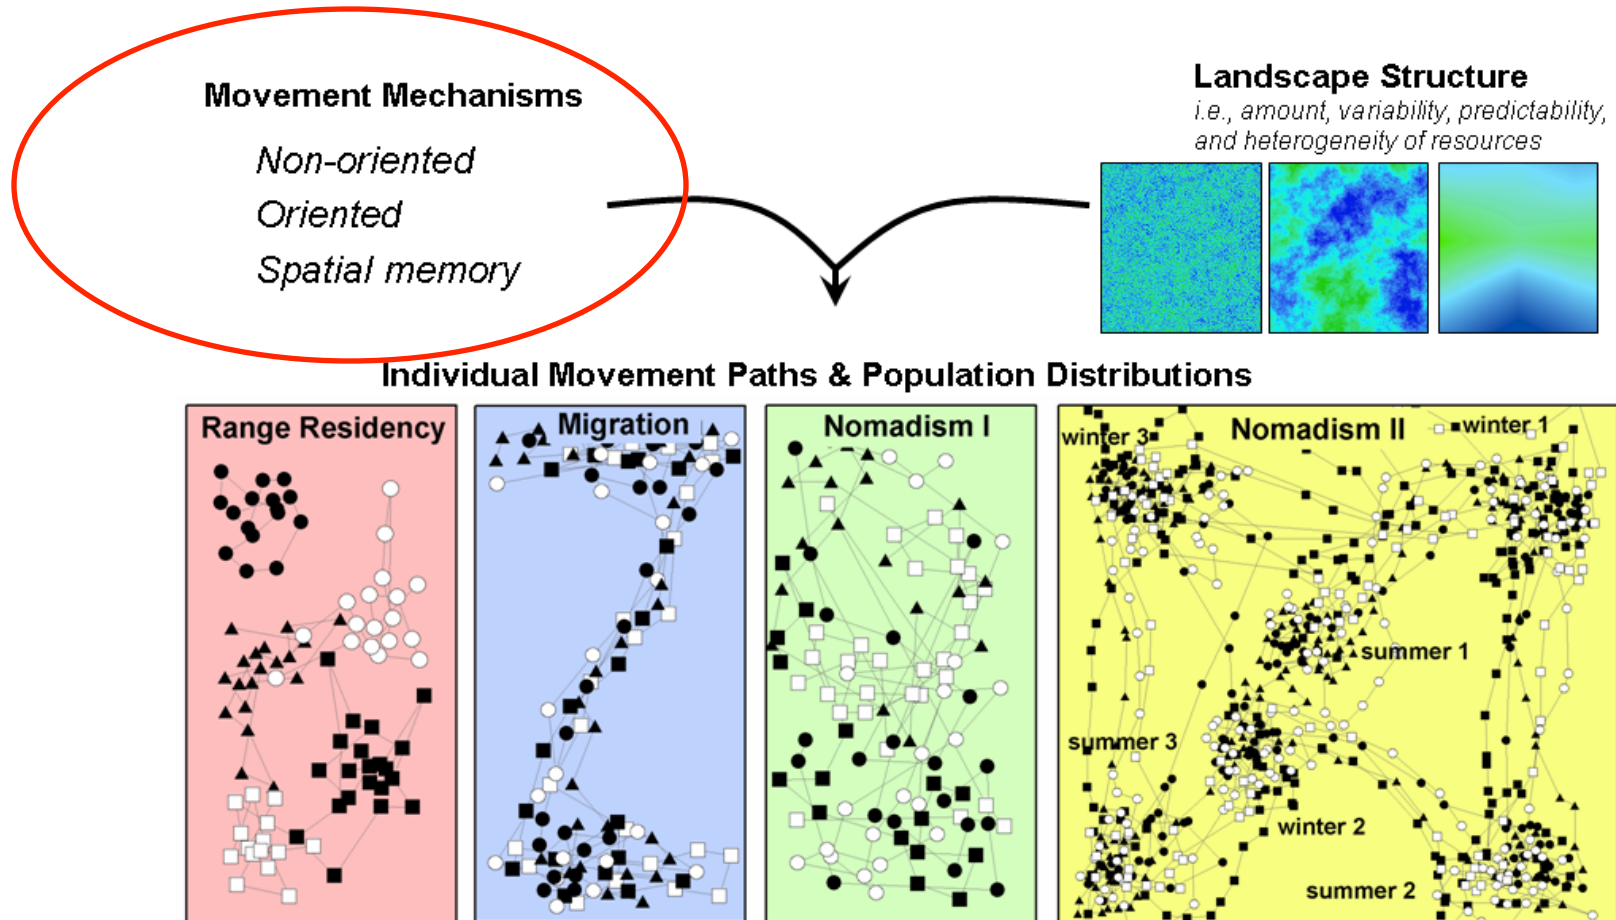 Movement Mechanisms
Non-oriented
Oriented
Spatial memory
Landscape Structure
i.e., amount, variability, predictability,
and heterogeneity of resources
Individual Movement Paths & Population Distributions
Range Residency
Migration
Nomadism I
Nomadism II
winter 3
winter 1
summer 1
summer 3
winter 2
summer 2